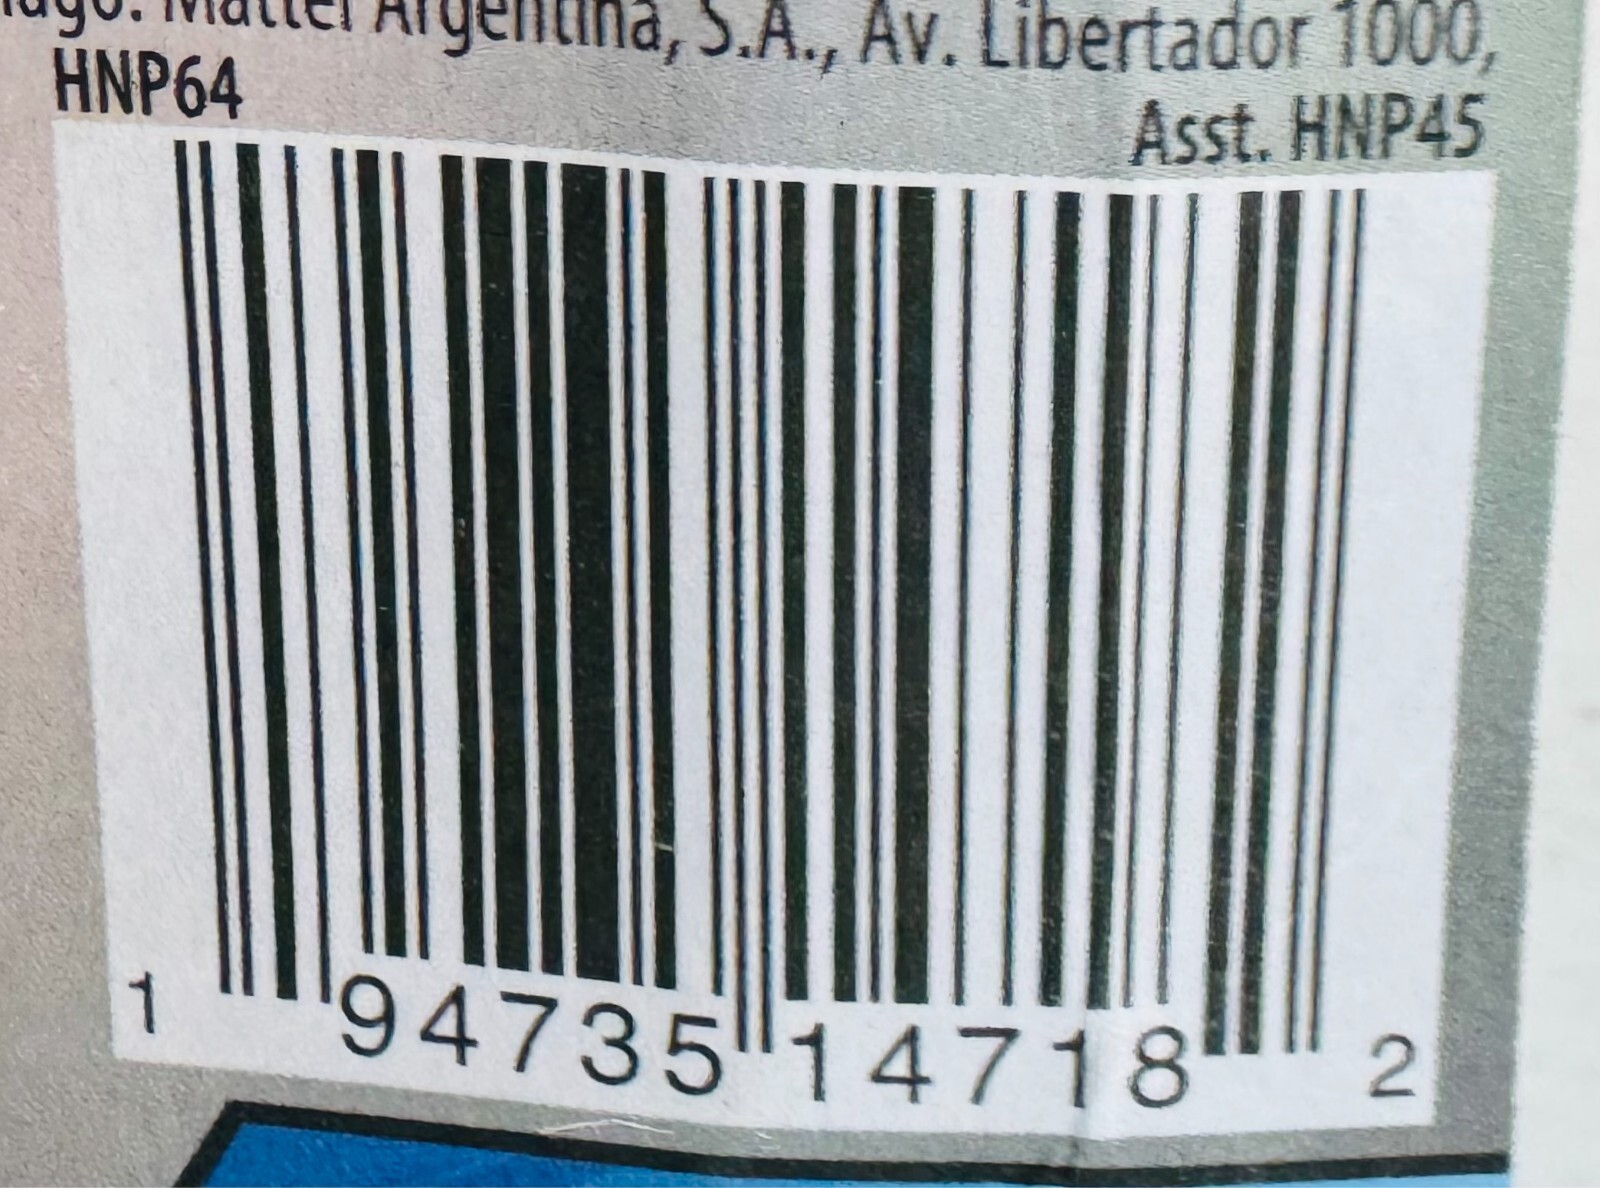 Mattel Argentina, S.A., Av. Libertador 1000,
HNP64
Asst. HNP45
1 94735 14718 2